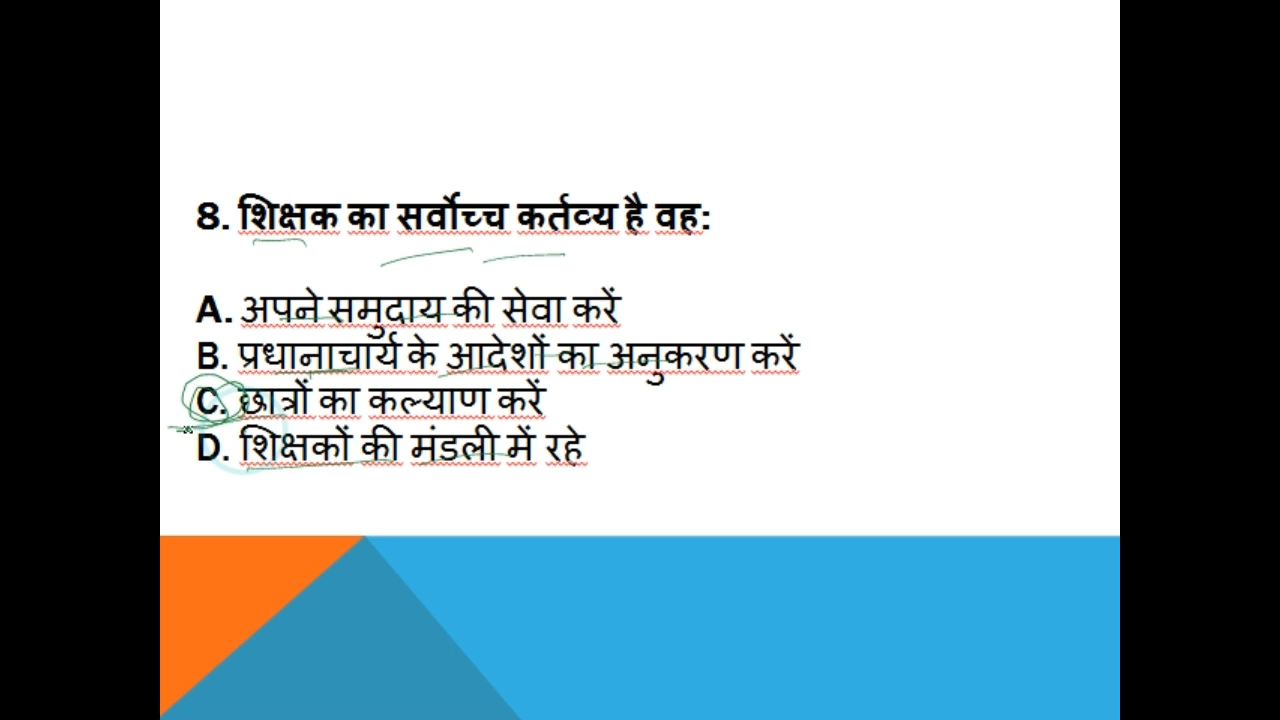 8. शिक्षक का सर्वोच्च कर्तव्य है वह:
A. अपने समुदाय की सेवा करें
B. प्रधानाचार्य के आदेशों का अनुकरण करें
C. छात्रों का कल्याण करें
D. शिक्षकों की मंडली में रहे